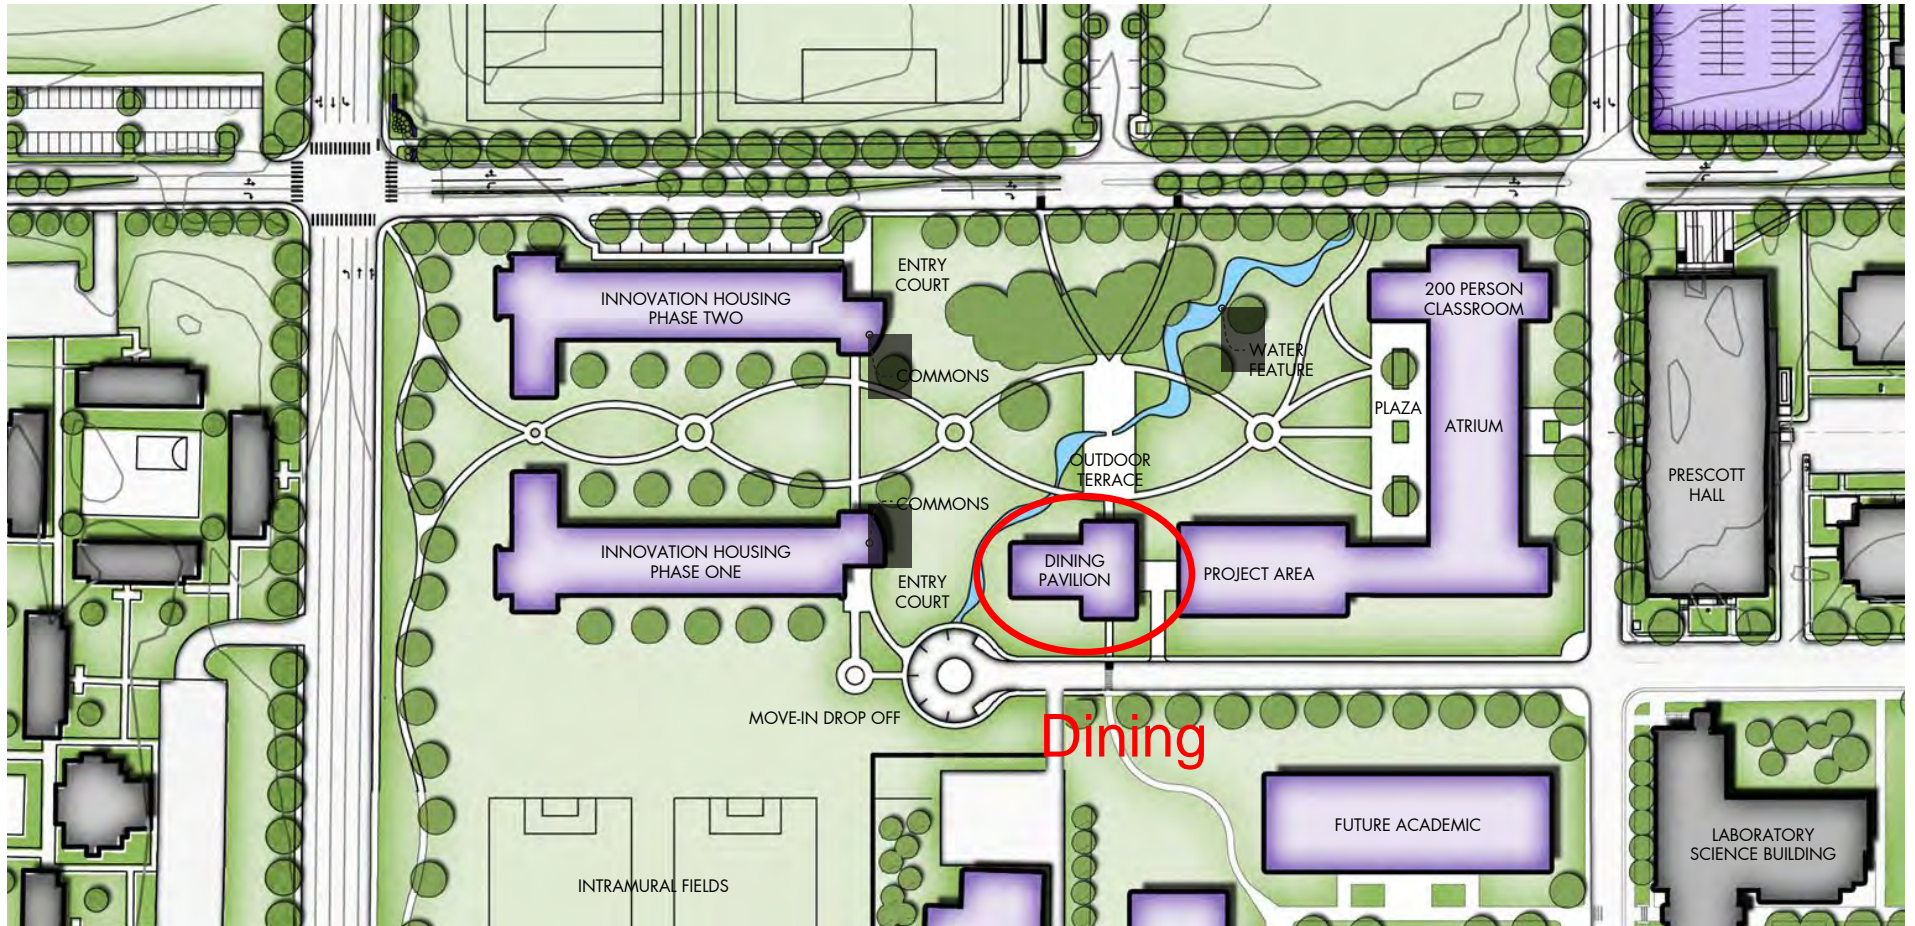 ENTRY
COURT
INNOVATION HOUSING
PHASE TWO
200 PERSON
CLASSROOM
WATER
FEATURE
COMMONS
PLAZA
ATRIUM
OUTDOOR
TERRACE
PRESCOTT
HALL
COMMONS
INNOVATION HOUSING
PHASE ONE
DINING
PAVILION
PROJECT AREA
ENTRY
COURT
MOVE-IN DROP OFF
Dining
FUTURE ACADEMIC
LABORATORY
SCIENCE BUILDING
INTRAMURAL FIELDS